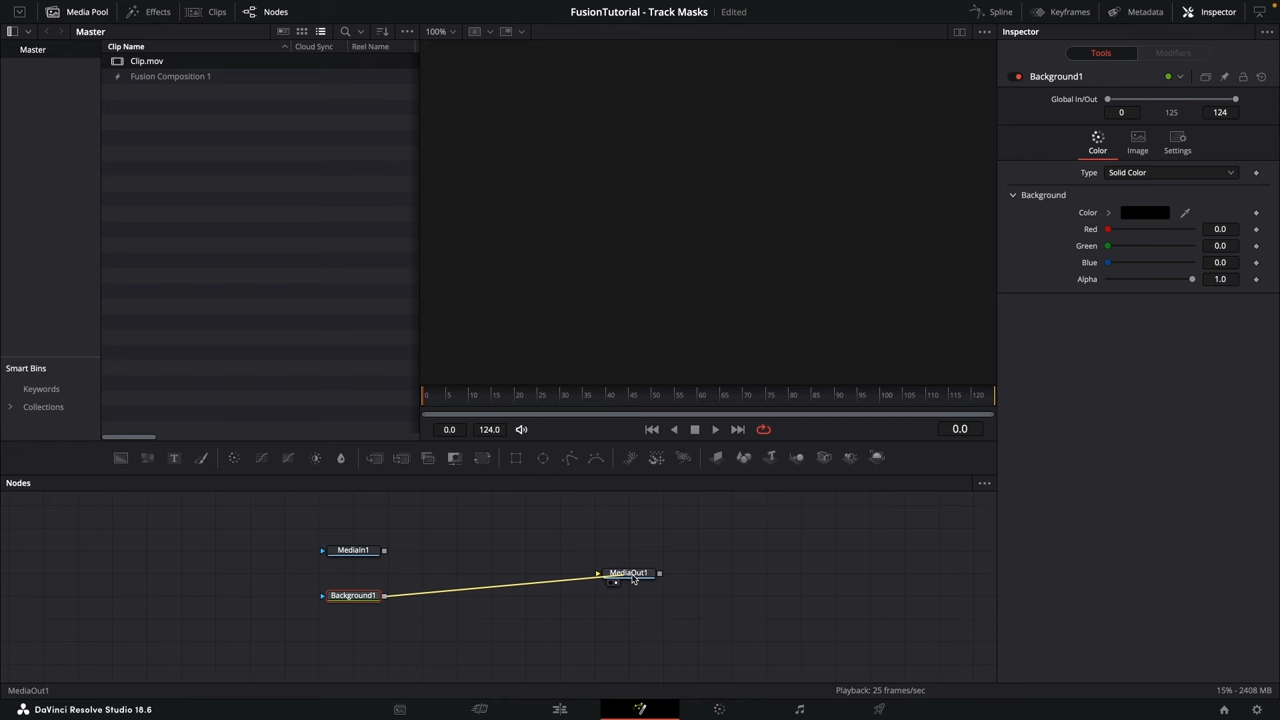 Media Pool Effects Clips Nodes FusionTutorial - Track Masks Edited Spline Keyframes Metadata Inspector
Master 100% Inspector
Master Clip Name Cloud Sync Reel Name Tools Modifiers
Clip.mov
Fusion Composition 1 Background1
Global In/Out
0 125 124
Color Image Settings
Type Solid Color
Background
Color
Red 0.0
Green 0.0
Blue 0.0
Alpha 1.0
Smart Bins
Keywords
Collections
0 5 10 15 20 25 30 35 40 45 50 55 60 65 70 75 80 85 90 95 100 105 110 115 120
0.0 124.0 0.0
Nodes
MediaIn1
MediaOut1
Background1
MediaOut1 Playback: 25 frames/sec 15% - 2408 MB
DaVinci Resolve Studio 18.6